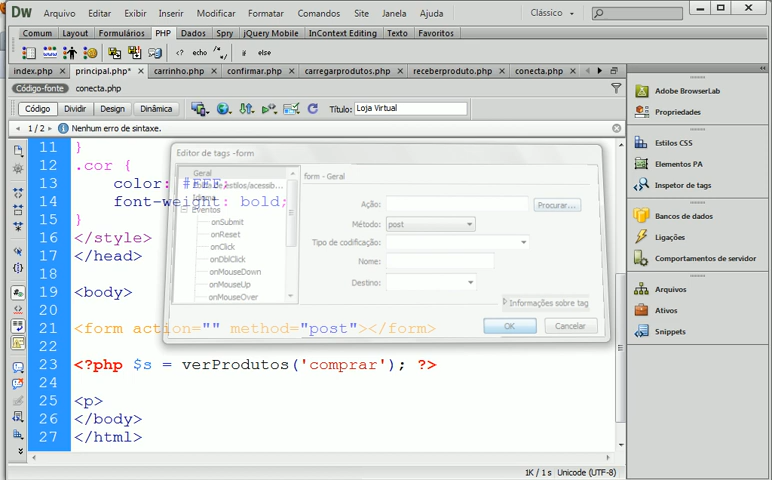 Dw Arquivo Editar Exibir Inserir Modificar Formatar Comandos Site Janela Ajuda Clássico
Comum Layout Formulários PHP Dados Spry jQuery Mobile InContext Editing Texto Favoritos
<? echo /* if else
index.php principal.php* carrinho.php confirmar.php carregarprodutos.php receberproduto.php conecta.php
Código-fonte conecta.php
Código Dividir Design Dinâmica Título: Loja Virtual
1 / 2 Nenhum erro de sintaxe.
11 }
12 .cor {
13 color: #EEE;
14 font-weight: bold;
15 }
16 </style>
17 </head>
18
19 <body>
20
21 <form action="" method="post"></form>
22
23 <?php $s = verProdutos('comprar'); ?>
24
25 <p>
26 </body>
27 </html>
Editor de tags -form
Geral
Eventos
onSubmit
onReset
onClick
onDblClick
onMouseDown
onMouseUp
onMouseOver
form - Geral
Ação: Procurar...
Método: post
Tipo de codificação:
Nome:
Destino:
Informações sobre tag
OK Cancelar
Adobe BrowserLab
Propriedades
Estilos CSS
Elementos PA
Inspetor de tags
Bancos de dados
Ligações
Comportamentos de servidor
Arquivos
Ativos
Snippets
1K / 1 s Unicode (UTF-8)